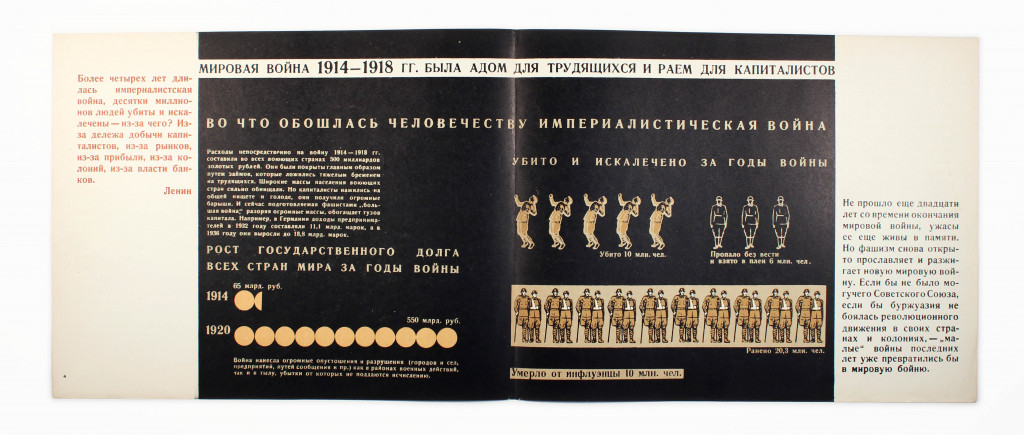 Более четырех лет дли-
лась империалистская
война, десятки миллио-
нов людей убиты и иска-
лечены — из-за чего? Из-
за дележа добычи капи-
талистов, из-за рынков,
из-за прибыли, из-за ко-
лоний, из-за власти бан-
ков.
Ленин
МИРОВАЯ ВОЙНА 1914—1918 ГГ. БЫЛА АДОМ ДЛЯ ТРУДЯЩИХСЯ И РАЕМ ДЛЯ КАПИТАЛИСТОВ
ВО ЧТО ОБОШЛАСЬ ЧЕЛОВЕЧЕСТВУ ИМПЕРИАЛИСТИЧЕСКАЯ ВОЙНА
Расходы непосредственно на войну 1914—1918 гг.
составили во всех воюющих странах 500 миллиардов
золотых рублей. Они были покрыты главным образом
путем займов, которые ложились тяжелым бременем
на трудящихся. Широкие массы населения воюющих
стран сильно обнищали. Но капиталисты нажились на
общей нищете и голоде, они получили огромные
барыши. И сейчас подготовляемая фашистами „боль-
шая война“, разоряя огромные массы, обогащает тузов
капитала. Например, в Германии доходы предпринима-
телей в 1932 году составляли 11,1 млрд. марок, а в
1936 году они выросли до 18,8 млрд. марок.
РОСТ ГОСУДАРСТВЕННОГО ДОЛГА
ВСЕХ СТРАН МИРА ЗА ГОДЫ ВОЙНЫ
65 млрд. руб.
1914
550 млрд. руб.
1920
Война нанесла огромные опустошения и разрушения (городов и сел,
предприятий, путей сообщения и пр.) как в районах военных действий,
так и в тылу, убытки от которых не поддаются исчислению.
УБИТО И ИСКАЛЕЧЕНО ЗА ГОДЫ ВОЙНЫ
Убито 10 млн. чел.
Пропало без вести
и взято в плен 6 млн. чел.
Ранено 20,3 млн. чел.
Умерло от инфлуэнцы 10 млн. чел.
Не прошло еще двадцати
лет со времени окончания
мировой войны, ужасы
ее еще живы в памяти.
Но фашизм снова откры-
то прославляет и разжи-
гает новую мировую вой-
ну. Если бы не было мо-
гучего Советского Союза,
если бы буржуазия не
боялась революционного
движения в своих стра-
нах и колониях, — „ма-
лые“ войны последних
лет уже превратились бы
в мировую бойню.